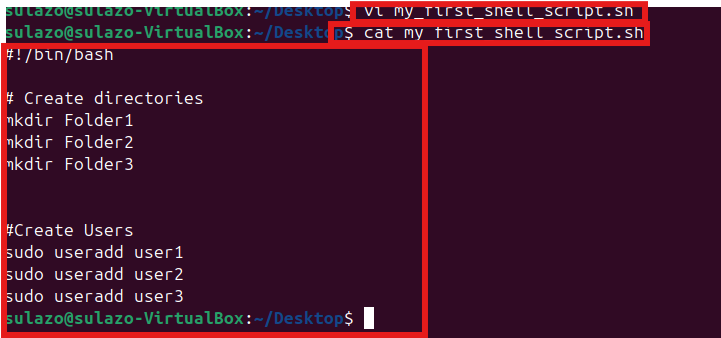 sulazo@sulazo-VirtualBox:~/Desktop$ vi my_first_shell_script.sh
sulazo@sulazo-VirtualBox:~/Desktop$ cat my_first_shell_script.sh
#!/bin/bash
# Create directories
mkdir Folder1
mkdir Folder2
mkdir Folder3
#Create Users
sudo useradd user1
sudo useradd user2
sudo useradd user3
sulazo@sulazo-VirtualBox:~/Desktop$